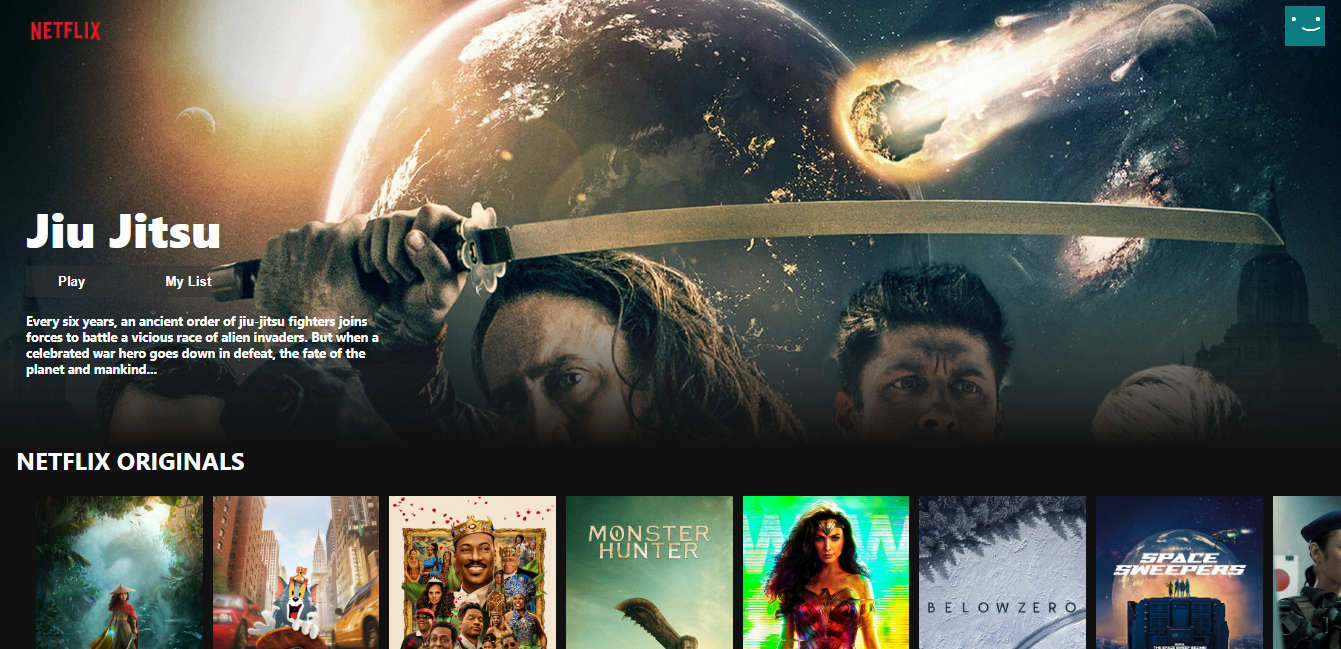 NETFLIX
Jiu Jitsu
Play
My List
Every six years, an ancient order of jiu-jitsu fighters joins
forces to battle a vicious race of alien invaders. But when a
celebrated war hero goes down in defeat, the fate of the
planet and mankind...
NETFLIX ORIGINALS
MONSTER
HUNTER
BELOW ZERO
SPACE
SWEEPERS